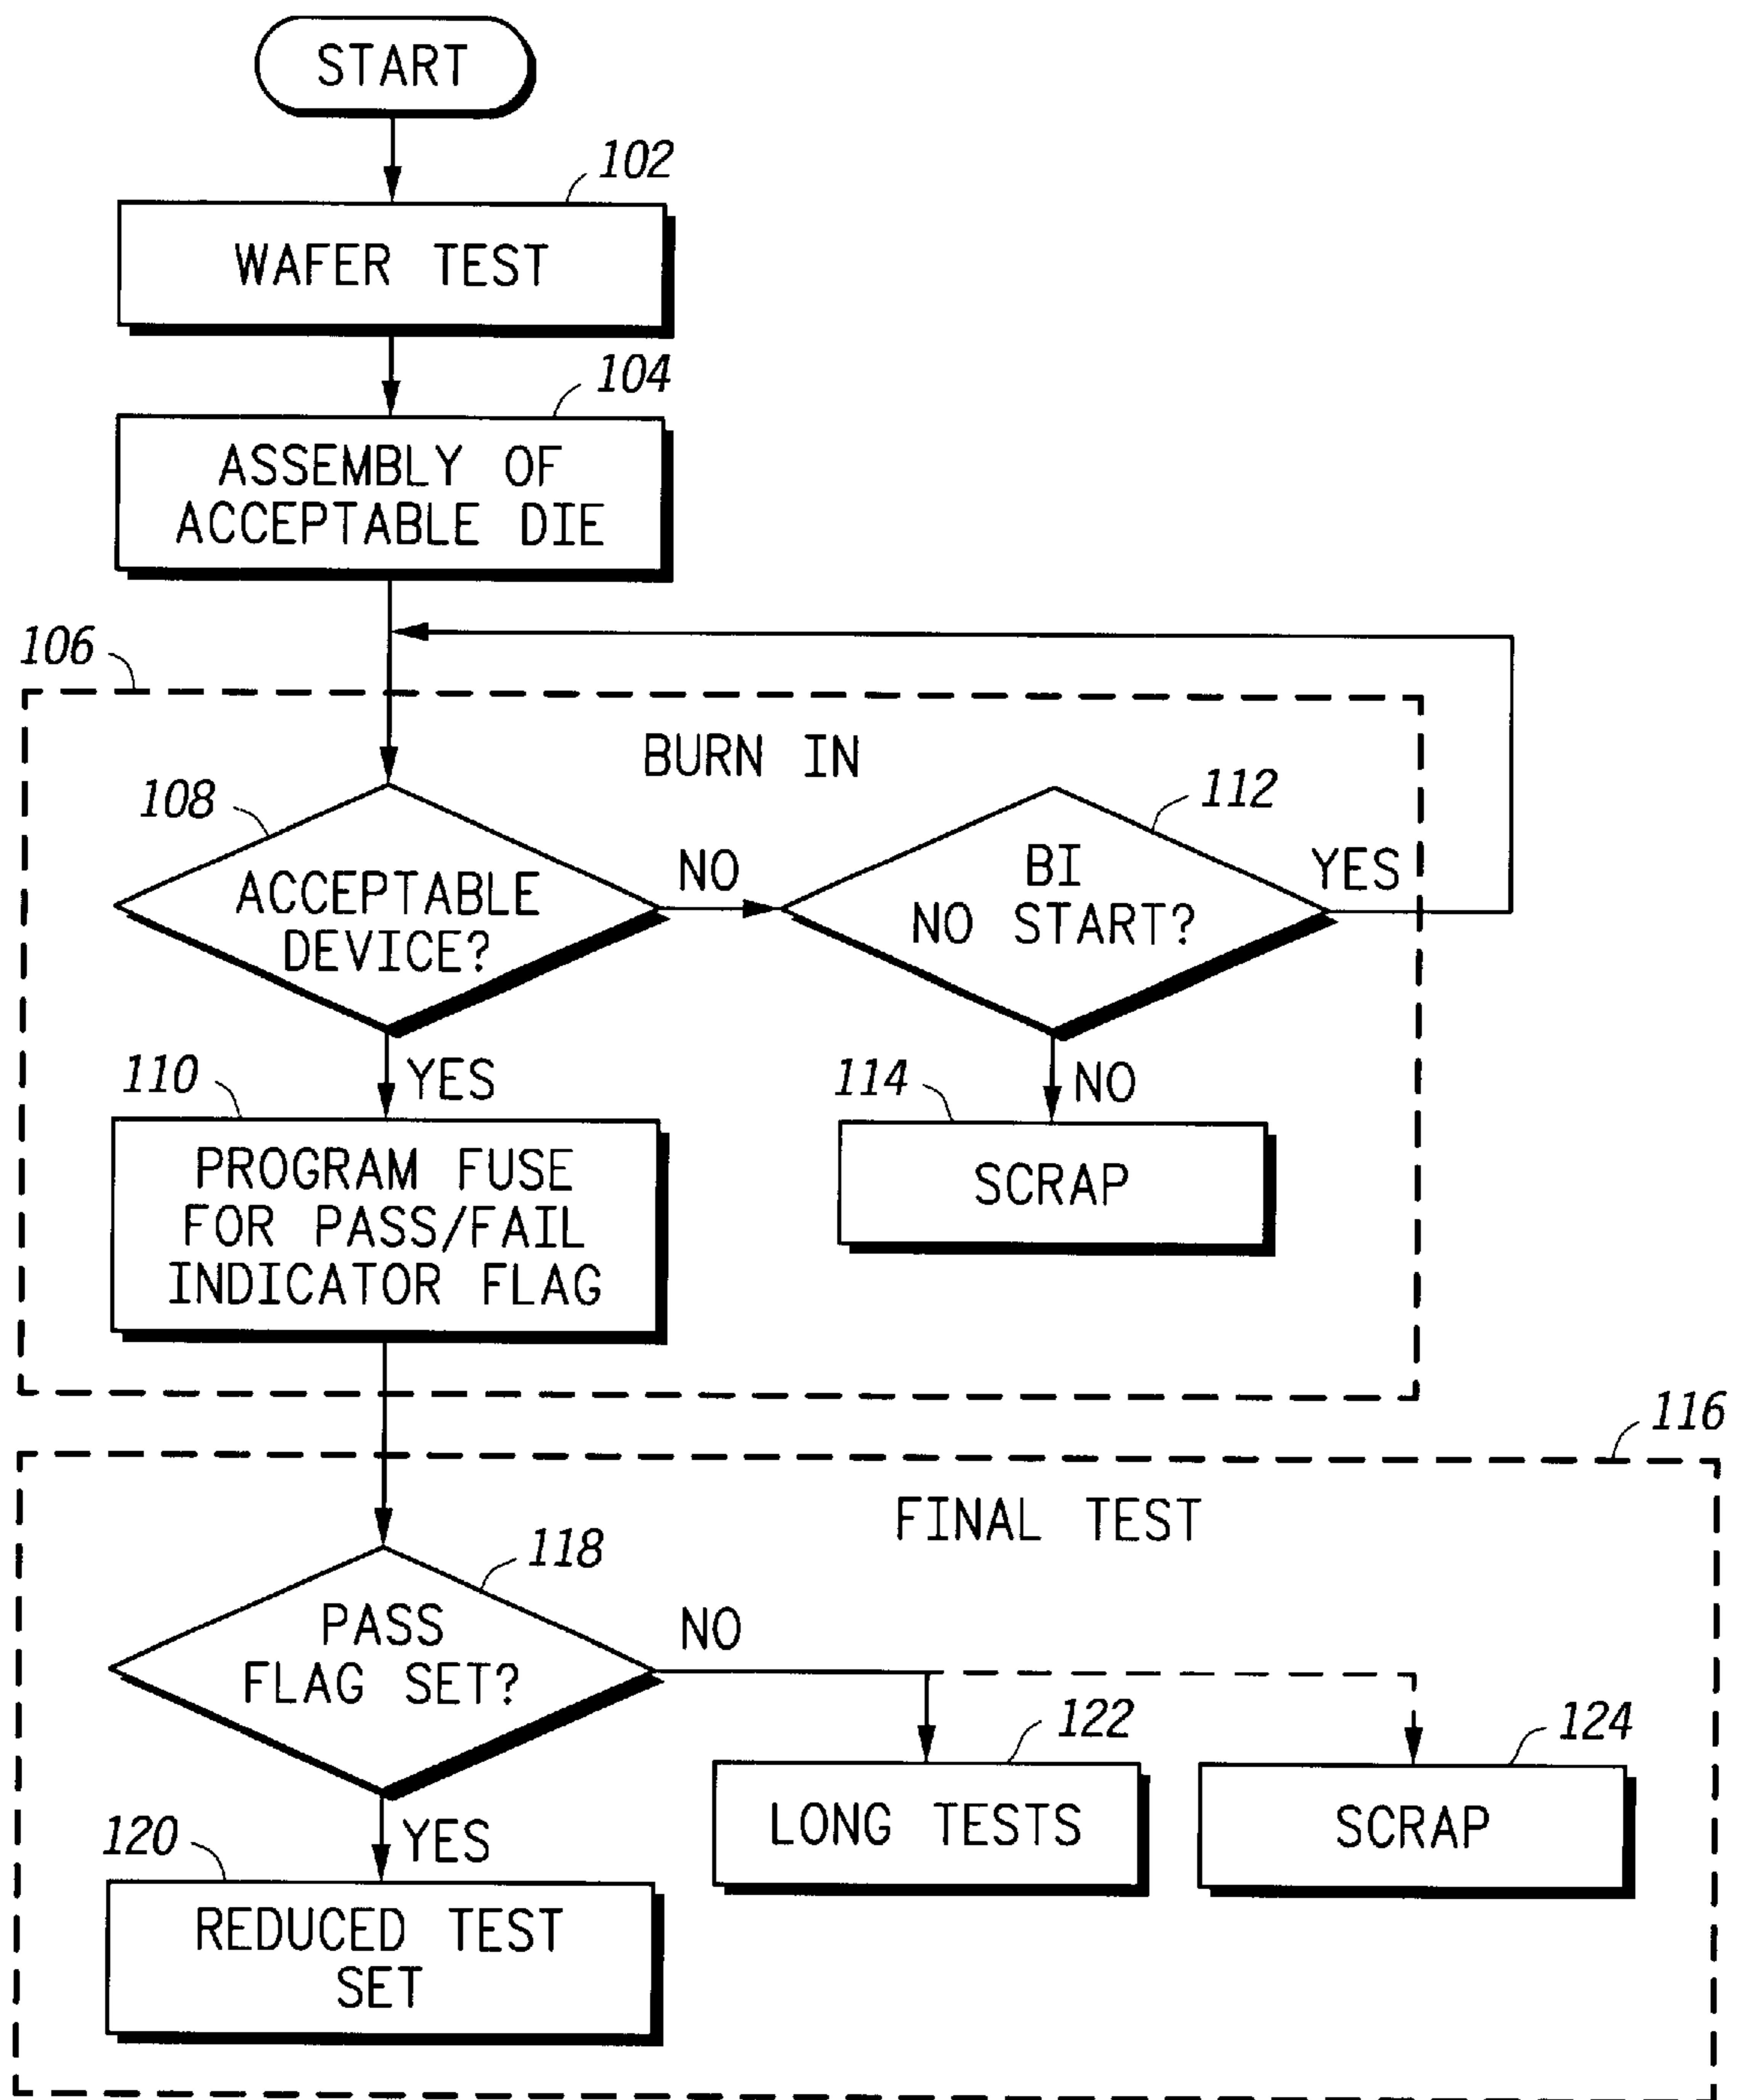 START
102
WAFER TEST
104
ASSEMBLY OF
ACCEPTABLE DIE
106
BURN IN
108
ACCEPTABLE
DEVICE?
NO
112
BI
NO START?
YES
YES
NO
110
PROGRAM FUSE
FOR PASS/FAIL
INDICATOR FLAG
114
SCRAP
116
FINAL TEST
118
PASS
FLAG SET?
NO
122
LONG TESTS
124
SCRAP
YES
120
REDUCED TEST
SET